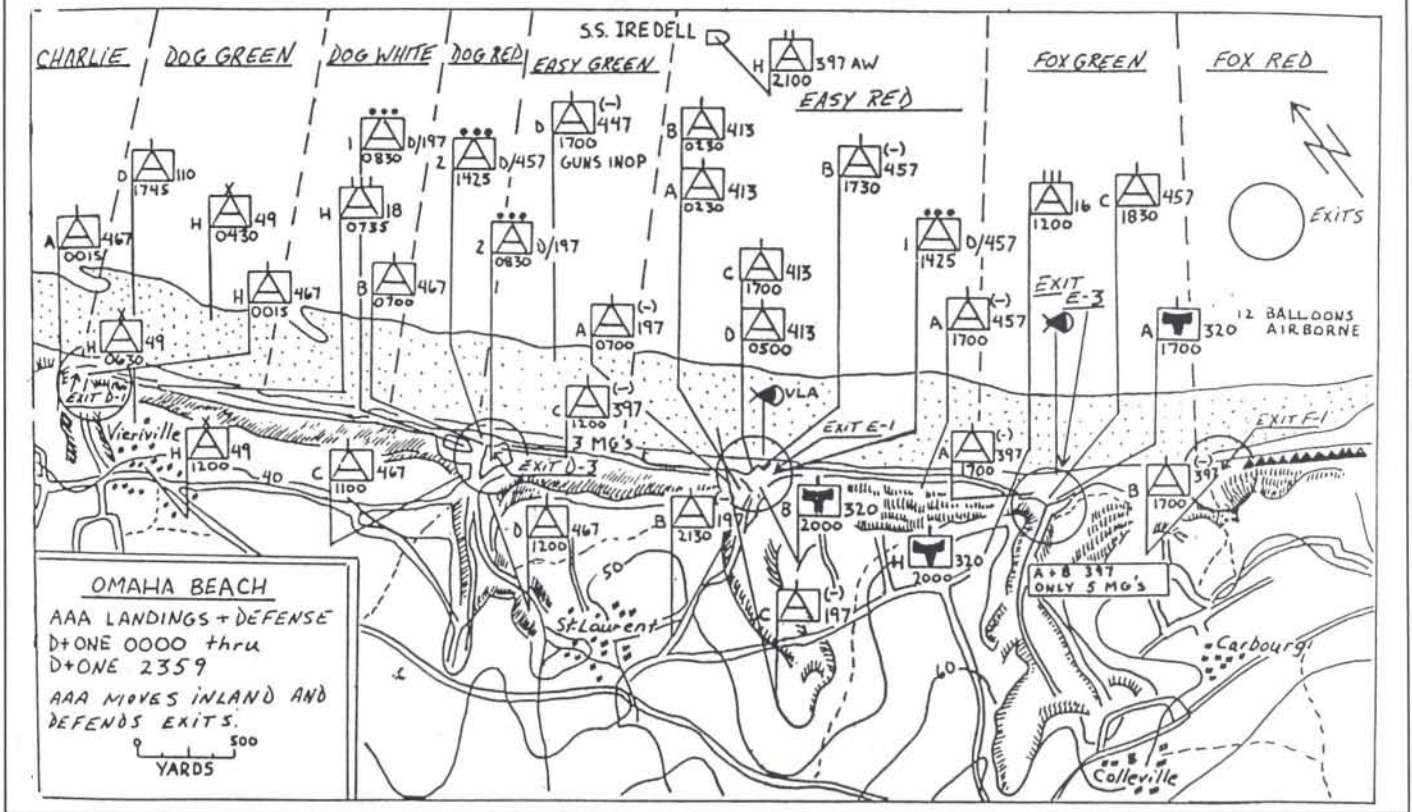 S.S. IREDELL
H 397 AW
2100
CHARLIE
DOG GREEN
DOG WHITE
DOG RED
EASY GREEN
EASY RED
FOX GREEN
FOX RED
1 D/197
0830
2 D/457
1425
D (-) 447
1700
GUNS INOP
B 413
0230
A 413
0230
B (-) 457
1730
D 110
1745
H 49
0430
H 18
0735
A 467
0015
H 467
0015
B 467
0700
2 D/197
0830
1
C 413
1700
D 413
0500
1 D/457
1425
16
1200
C 457
1830
EXITS
EXIT
E-3
A (-) 457
1700
A 320
1700
12 BALLOONS
AIRBORNE
H 49
0630
A (-) 197
0700
EXIT D-1
VLA
C (-) 397
1200
3 MG'S
EXIT E-1
EXIT F-1
Vierville
H 49
1200
40
C 467
1100
EXIT D-3
A (-) 397
1700
B (-) 397
1700
D 467
1200
B 197
2130
B 320
2000
H 320
2000
50
A + B 397
ONLY 5 MG'S
C (-) 197
St. Laurent
60
Carbourg
Colleville
OMAHA BEACH
AAA LANDINGS + DEFENSE
D+ONE 0000 thru
D+ONE 2359
AAA MOVES INLAND AND
DEFENDS EXITS.
0 500
YARDS